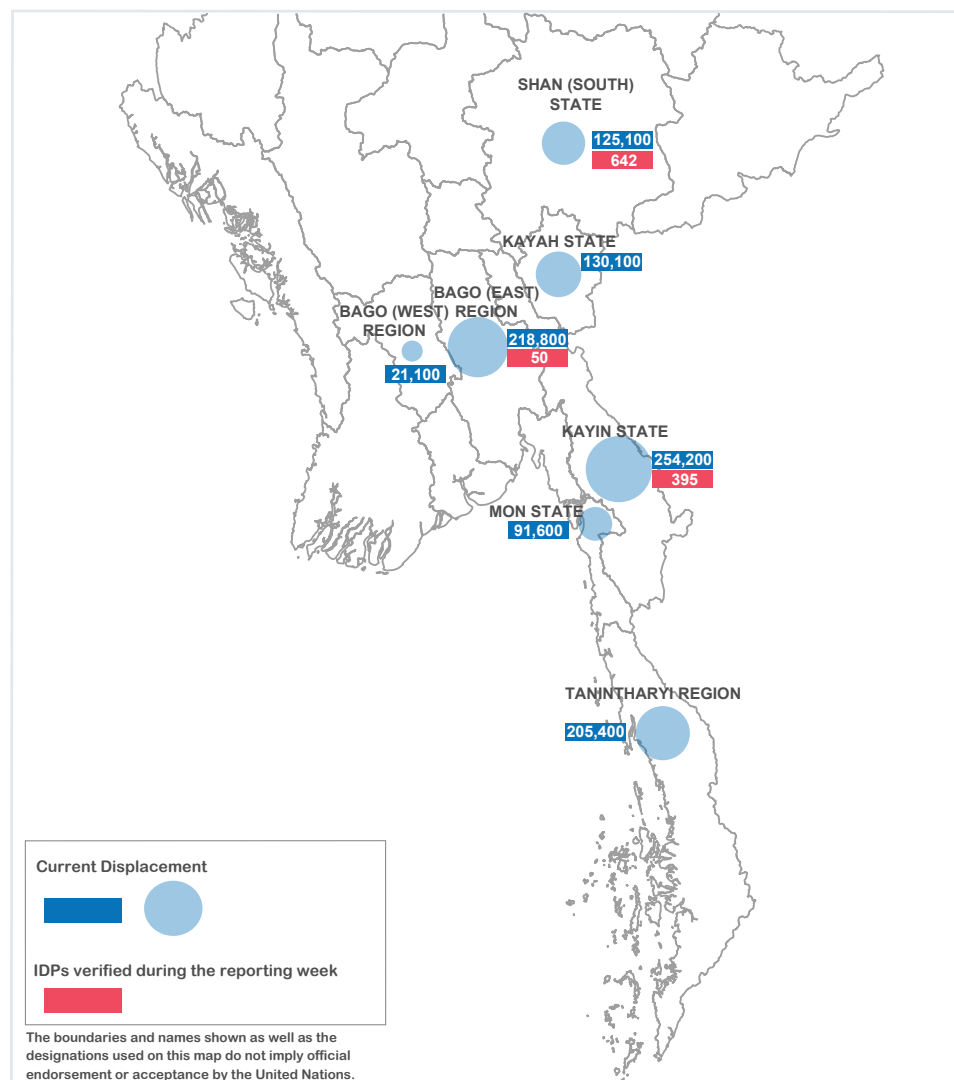 SHAN (SOUTH)
STATE
125,100
642
KAYAH STATE
130,100
BAGO (EAST)
REGION
218,800
50
BAGO (WEST)
REGION
21,100
KAYIN STATE
254,200
395
MON STATE
91,600
TANINTHARYI REGION
205,400
Current Displacement
IDPs verified during the reporting week
The boundaries and names shown as well as the
designations used on this map do not imply official
endorsement or acceptance by the United Nations.